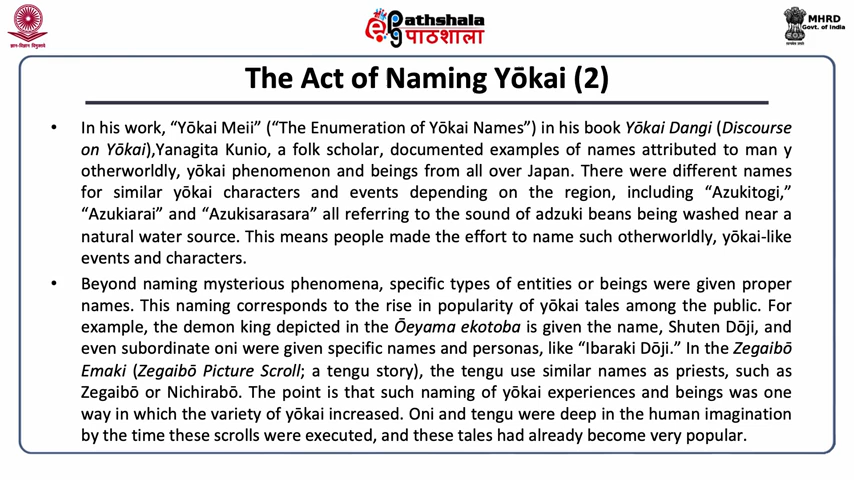 ज्ञान-विज्ञान विमुक्तये
ePathshala
पाठशाला
MHRD
Govt. of India
The Act of Naming Yōkai (2)
• In his work, “Yōkai Meii” (“The Enumeration of Yōkai Names”) in his book Yōkai Dangi (Discourse
on Yōkai),Yanagita Kunio, a folk scholar, documented examples of names attributed to man y
otherworldly, yōkai phenomenon and beings from all over Japan. There were different names
for similar yōkai characters and events depending on the region, including “Azukitogi,”
“Azukiarai” and “Azukisarasara” all referring to the sound of adzuki beans being washed near a
natural water source. This means people made the effort to name such otherworldly, yōkai-like
events and characters.
• Beyond naming mysterious phenomena, specific types of entities or beings were given proper
names. This naming corresponds to the rise in popularity of yōkai tales among the public. For
example, the demon king depicted in the Ōeyama ekotoba is given the name, Shuten Dōji, and
even subordinate oni were given specific names and personas, like “Ibaraki Dōji.” In the Zegaibō
Emaki (Zegaibō Picture Scroll; a tengu story), the tengu use similar names as priests, such as
Zegaibō or Nichirabō. The point is that such naming of yōkai experiences and beings was one
way in which the variety of yōkai increased. Oni and tengu were deep in the human imagination
by the time these scrolls were executed, and these tales had already become very popular.